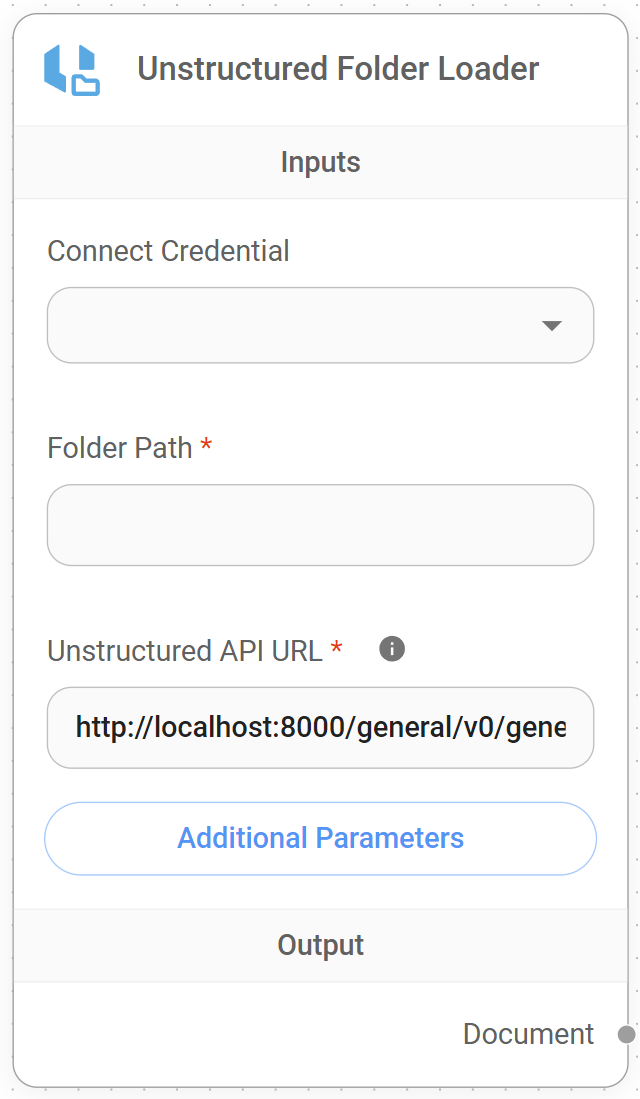 Unstructured Folder Loader
Inputs
Connect Credential
Folder Path *
Unstructured API URL *
http://localhost:8000/general/v0/gene
Additional Parameters
Output
Document